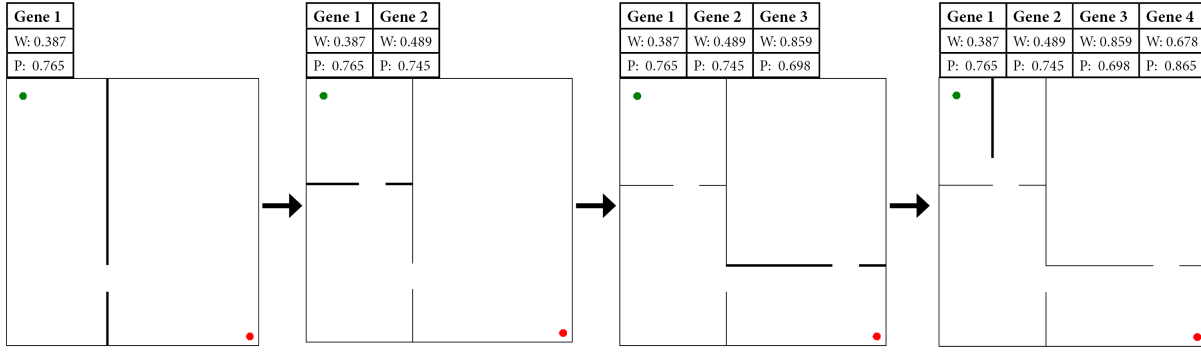 Gene 1
W: 0.387
P: 0.765
Gene 1 Gene 2
W: 0.387 W: 0.489
P: 0.765 P: 0.745
Gene 1 Gene 2 Gene 3
W: 0.387 W: 0.489 W: 0.859
P: 0.765 P: 0.745 P: 0.698
Gene 1 Gene 2 Gene 3 Gene 4
W: 0.387 W: 0.489 W: 0.859 W: 0.678
P: 0.765 P: 0.745 P: 0.698 P: 0.865